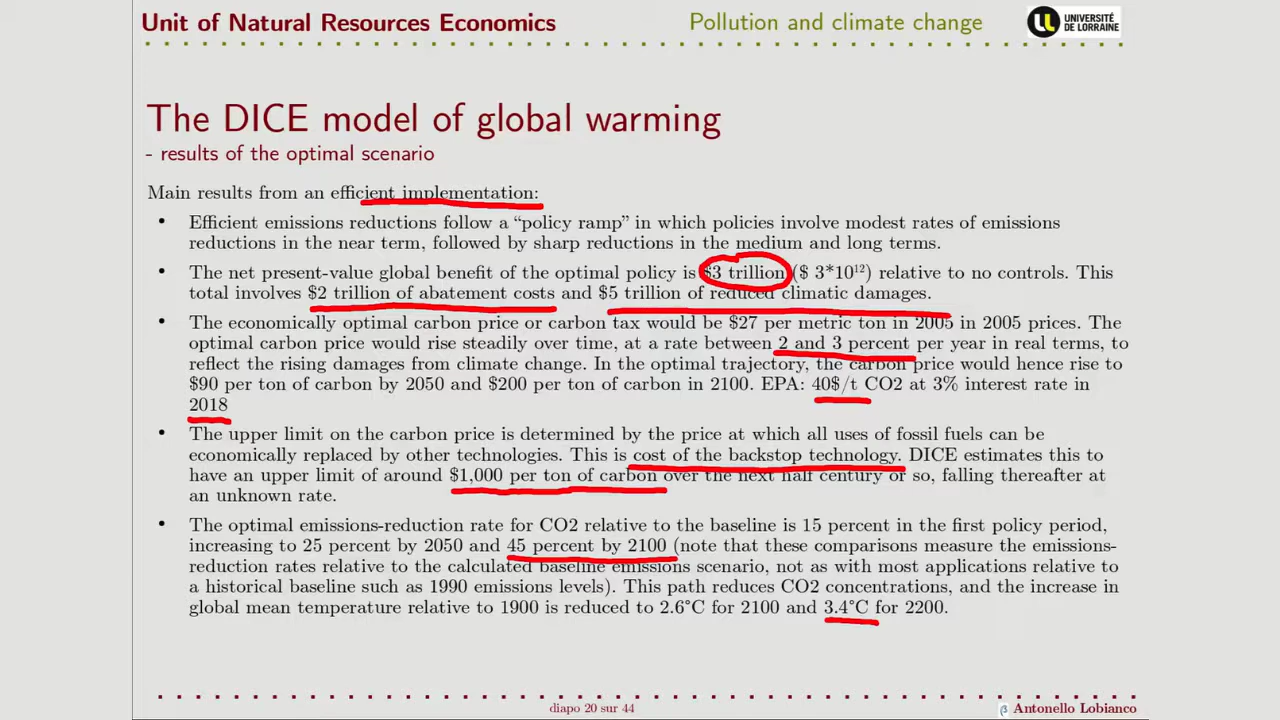 Unit of Natural Resources Economics
Pollution and climate change
UNIVERSITÉ
DE LORRAINE
The DICE model of global warming
- results of the optimal scenario
Main results from an efficient implementation:
• Efficient emissions reductions follow a “policy ramp” in which policies involve modest rates of emissions
reductions in the near term, followed by sharp reductions in the medium and long terms.
• The net present-value global benefit of the optimal policy is $3 trillion ($ 3*10¹²) relative to no controls. This
total involves $2 trillion of abatement costs and $5 trillion of reduced climatic damages.
• The economically optimal carbon price or carbon tax would be $27 per metric ton in 2005 in 2005 prices. The
optimal carbon price would rise steadily over time, at a rate between 2 and 3 percent per year in real terms, to
reflect the rising damages from climate change. In the optimal trajectory, the carbon price would hence rise to
$90 per ton of carbon by 2050 and $200 per ton of carbon in 2100. EPA: 40$/t CO2 at 3% interest rate in
2018
• The upper limit on the carbon price is determined by the price at which all uses of fossil fuels can be
economically replaced by other technologies. This is cost of the backstop technology. DICE estimates this to
have an upper limit of around $1,000 per ton of carbon over the next half century or so, falling thereafter at
an unknown rate.
• The optimal emissions-reduction rate for CO2 relative to the baseline is 15 percent in the first policy period,
increasing to 25 percent by 2050 and 45 percent by 2100 (note that these comparisons measure the emissions-
reduction rates relative to the calculated baseline emissions scenario, not as with most applications relative to
a historical baseline such as 1990 emissions levels). This path reduces CO2 concentrations, and the increase in
global mean temperature relative to 1900 is reduced to 2.6°C for 2100 and 3.4°C for 2200.
diapo 20 sur 44
β Antonello Lobianco